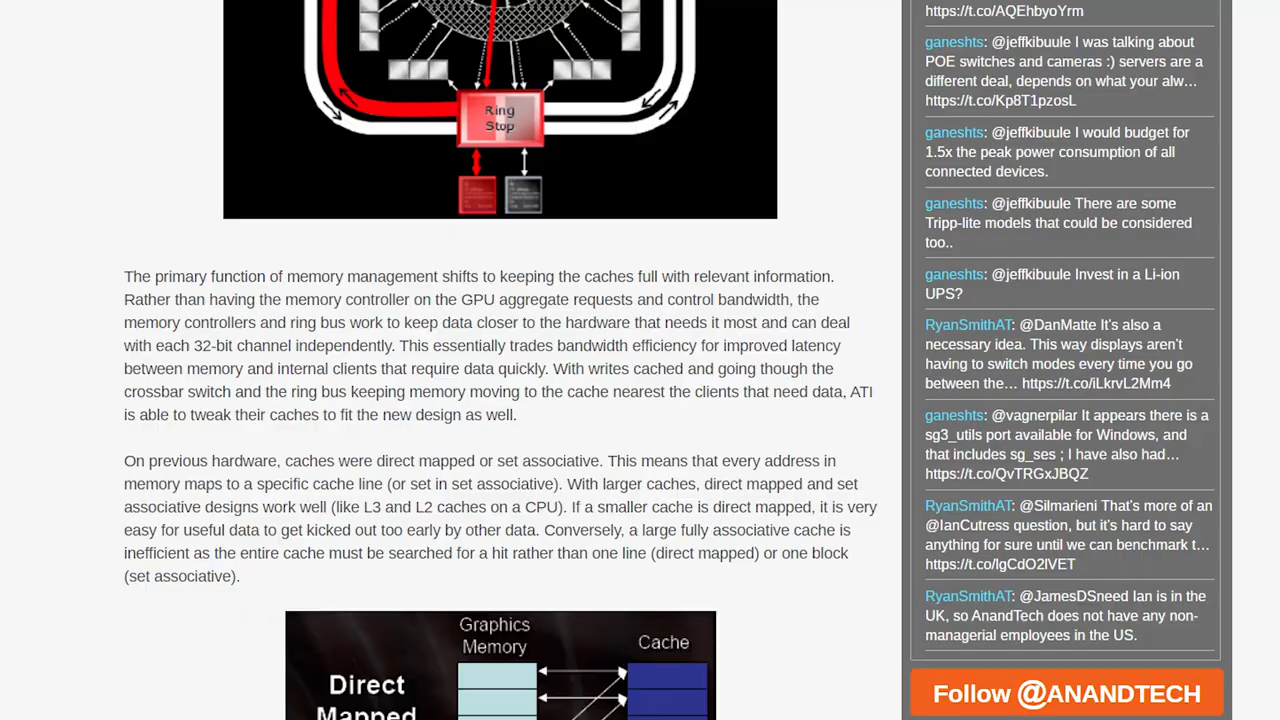 Ring
Stop
The primary function of memory management shifts to keeping the caches full with relevant information.
Rather than having the memory controller on the GPU aggregate requests and control bandwidth, the
memory controllers and ring bus work to keep data closer to the hardware that needs it most and can deal
with each 32-bit channel independently. This essentially trades bandwidth efficiency for improved latency
between memory and internal clients that require data quickly. With writes cached and going though the
crossbar switch and the ring bus keeping memory moving to the cache nearest the clients that need data, ATI
is able to tweak their caches to fit the new design as well.
On previous hardware, caches were direct mapped or set associative. This means that every address in
memory maps to a specific cache line (or set in set associative). With larger caches, direct mapped and set
associative designs work well (like L3 and L2 caches on a CPU). If a smaller cache is direct mapped, it is very
easy for useful data to get kicked out too early by other data. Conversely, a large fully associative cache is
inefficient as the entire cache must be searched for a hit rather than one line (direct mapped) or one block
(set associative).
Graphics
Memory
Cache
Direct
Mapped
https://t.co/AQEhbyoYrm
ganeshts: @jeffkibuule I was talking about
POE switches and cameras :) servers are a
different deal, depends on what your alw…
https://t.co/Kp8T1pzosL
ganeshts: @jeffkibuule I would budget for
1.5x the peak power consumption of all
connected devices.
ganeshts: @jeffkibuule There are some
Tripp-lite models that could be considered
too..
ganeshts: @jeffkibuule Invest in a Li-ion
UPS?
RyanSmithAT: @DanMatte It's also a
necessary idea. This way displays aren't
having to switch modes every time you go
between the… https://t.co/iLkrvL2Mm4
ganeshts: @vagnerpilar It appears there is a
sg3_utils port available for Windows, and
that includes sg_ses ; I have also had…
https://t.co/QvTRGxJBQZ
RyanSmithAT: @Silmarieni That's more of an
@IanCutress question, but it's hard to say
anything for sure until we can benchmark t…
https://t.co/lgCdO2lVET
RyanSmithAT: @JamesDSneed Ian is in the
UK, so AnandTech does not have any non-
managerial employees in the US.
Follow @ANANDTECH